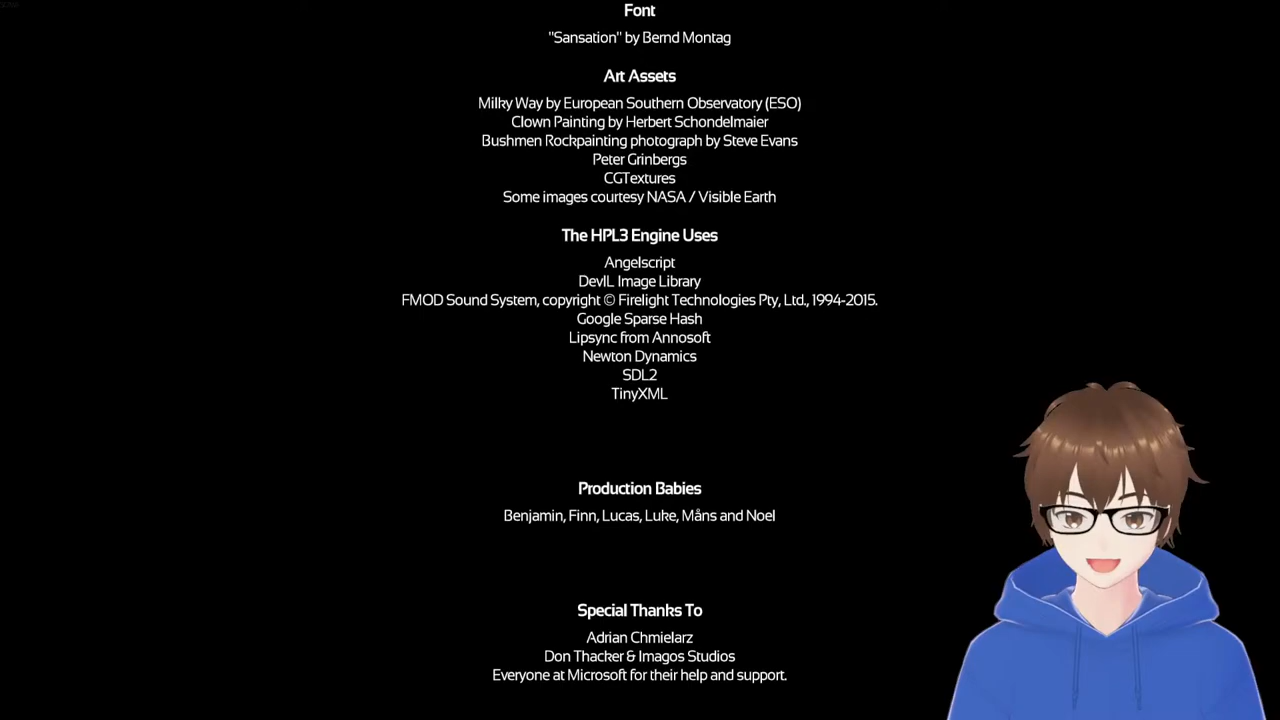 Font
"Sansation" by Bernd Montag
Art Assets
Milky Way by European Southern Observatory (ESO)
Clown Painting by Herbert Schondelmaier
Bushmen Rockpainting photograph by Steve Evans
Peter Grinbergs
CGTextures
Some images courtesy NASA / Visible Earth
The HPL3 Engine Uses
Angelscript
DevIL Image Library
FMOD Sound System, copyright © Firelight Technologies Pty, Ltd., 1994-2015.
Google Sparse Hash
Lipsync from Annosoft
Newton Dynamics
SDL2
TinyXML
Production Babies
Benjamin, Finn, Lucas, Luke, Måns and Noel
Special Thanks To
Adrian Chmielarz
Don Thacker & Imagos Studios
Everyone at Microsoft for their help and support.